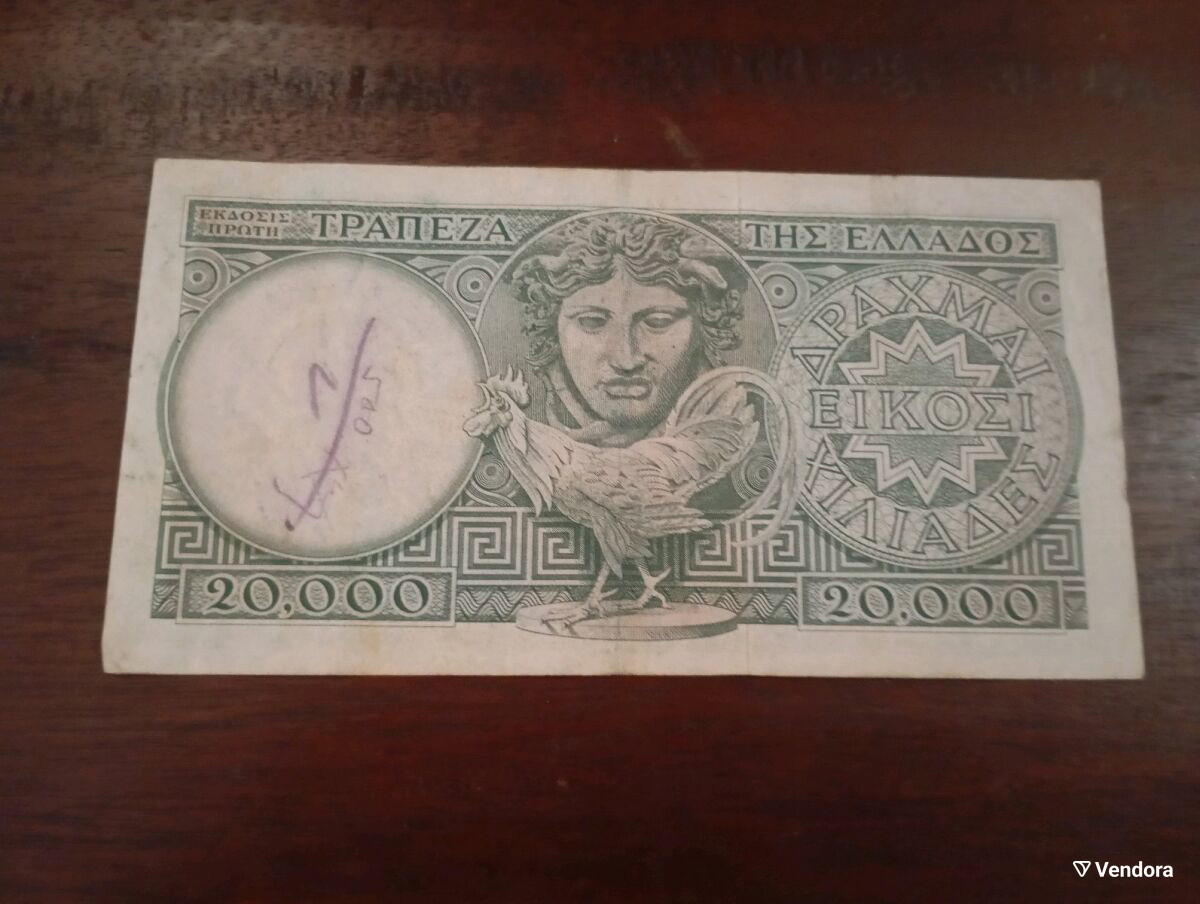 ΕΚΔΟΣΙΣ
ΠΡΩΤΗ
ΤΡΑΠΕΖΑ ΤΗΣ ΕΛΛΑΔΟΣ
ΔΡΑΧΜΑΙ
ΕΙΚΟΣΙ
ΧΙΛΙΑΔΕΣ
20,000
20,000
Vendora